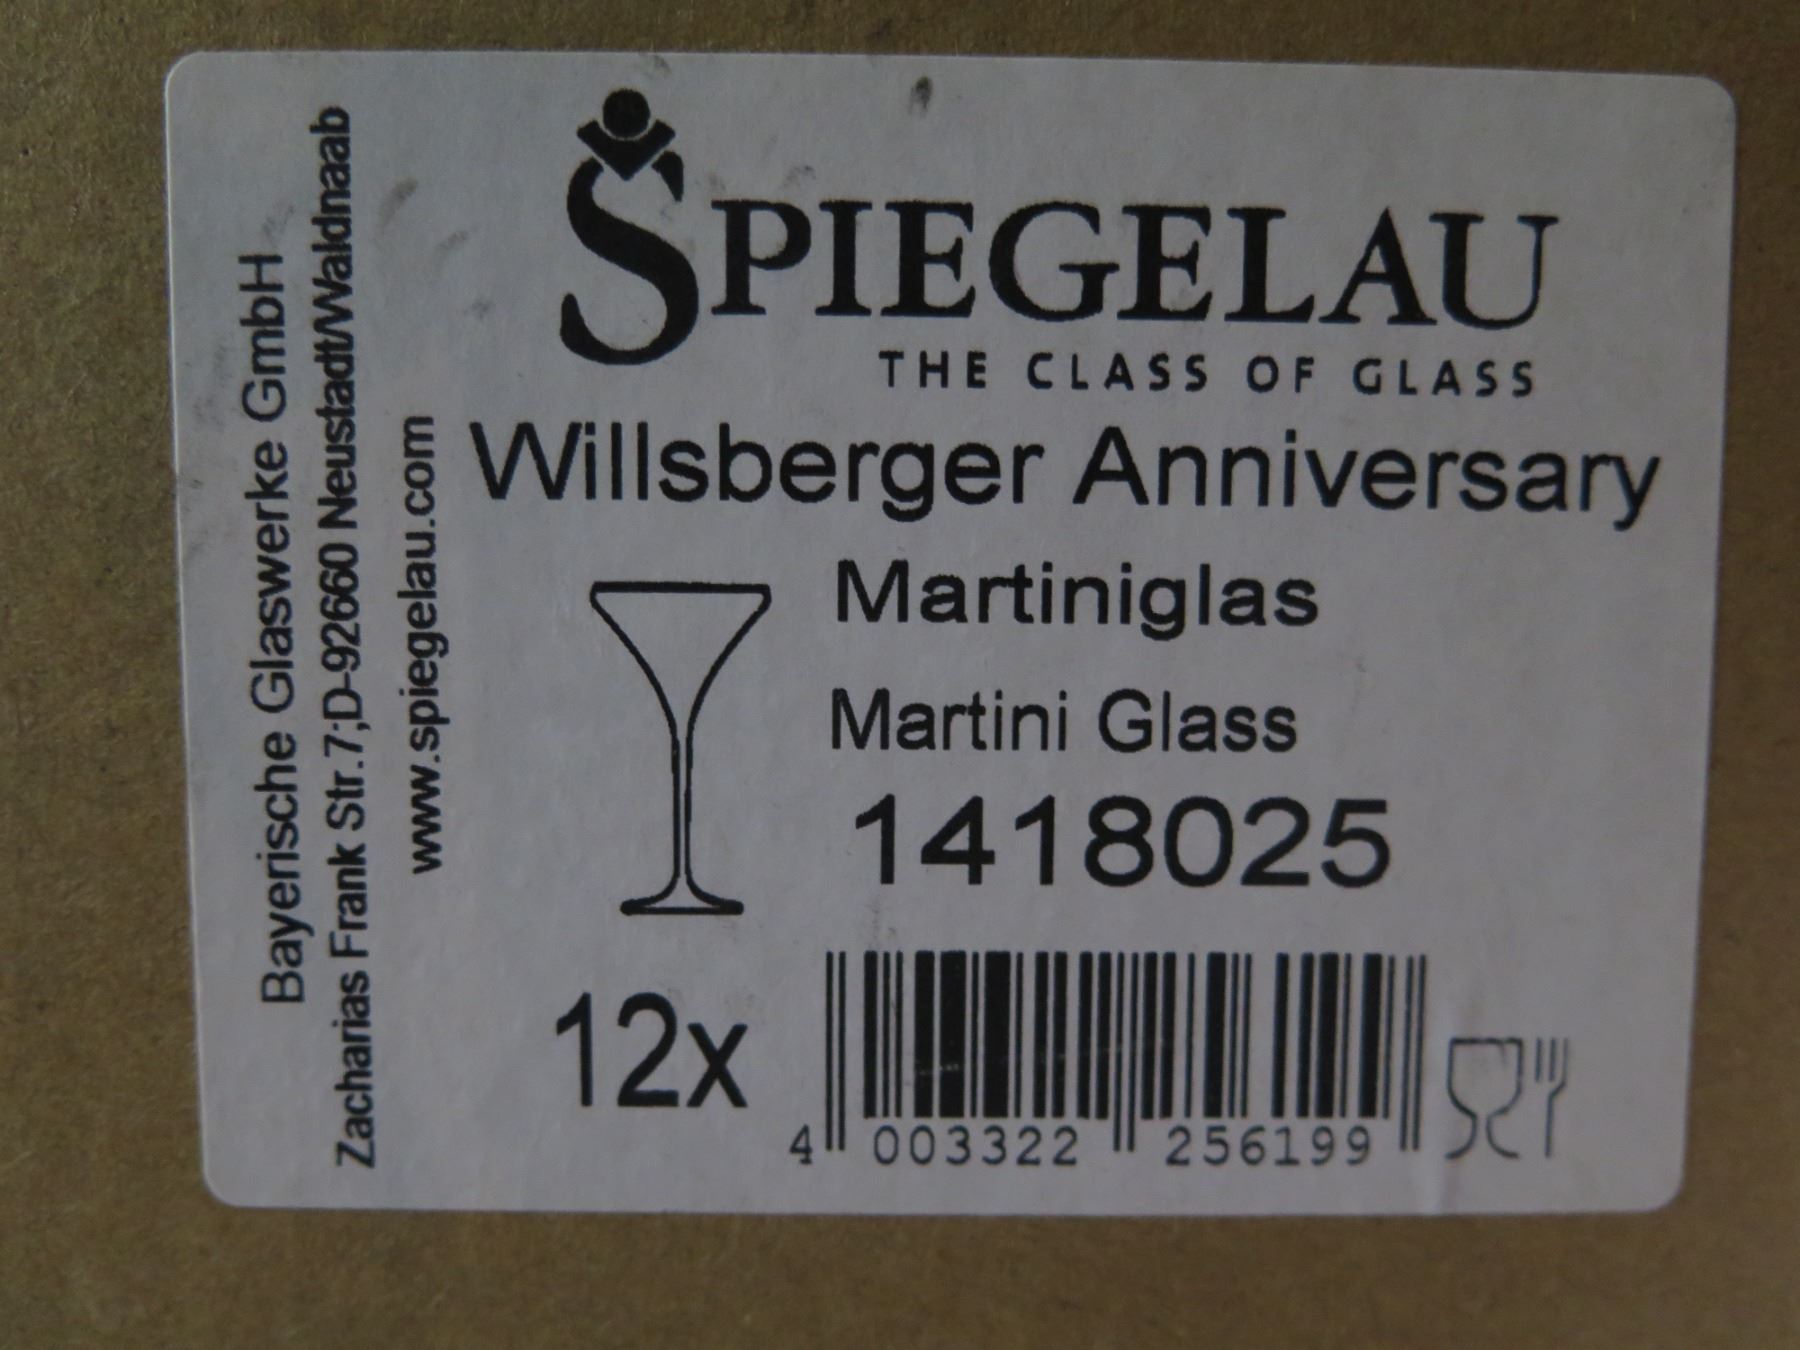 SPIEGELAU
THE CLASS OF GLASS
Willsberger Anniversary
Martiniglas
Martini Glass
1418025
12x
4 003322 256199
Bayerische Glaswerke GmbH
Zacharias Frank Str.7;D-92660 Neustadt/Waldnaab
www.spiegelau.com